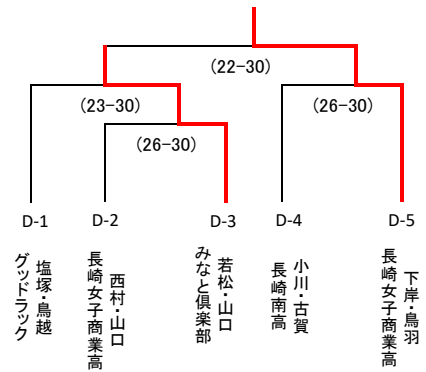 (22-30)
(23-30)
(26-30)
(26-30)
D-1
D-2
D-3
D-4
D-5
塩塚・鳥越
グッドラック
西村・山口
長崎女子商業高
若松・山口
みなと倶楽部
小川・古賀
長崎南高
下岸・鳥羽
長崎女子商業高